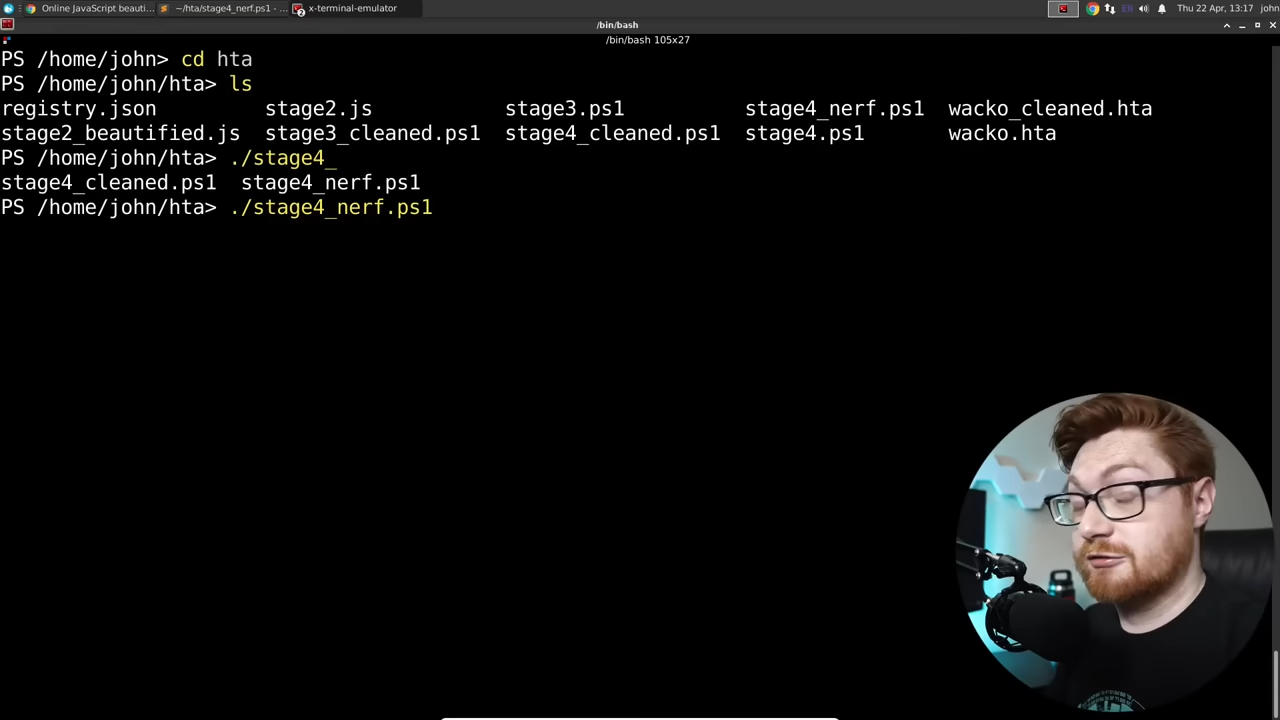 Online JavaScript beauti...
~/hta/stage4_nerf.ps1 - ...
x-terminal-emulator
EN
Thu 22 Apr, 13:17
john
/bin/bash
/bin/bash 105x27
PS /home/john> cd hta
PS /home/john/hta> ls
registry.json stage2.js stage3.ps1 stage4_nerf.ps1 wacko_cleaned.hta
stage2_beautified.js stage3_cleaned.ps1 stage4_cleaned.ps1 stage4.ps1 wacko.hta
PS /home/john/hta> ./stage4_
stage4_cleaned.ps1 stage4_nerf.ps1
PS /home/john/hta> ./stage4_nerf.ps1